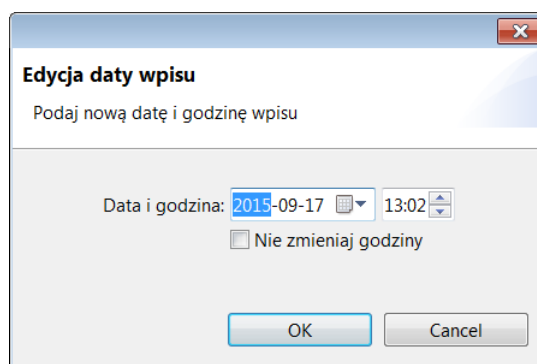 Edycja daty wpisu
Podaj nową datę i godzinę wpisu
Data i godzina: 2015-09-17 13:02
Nie zmieniaj godziny
OK Cancel